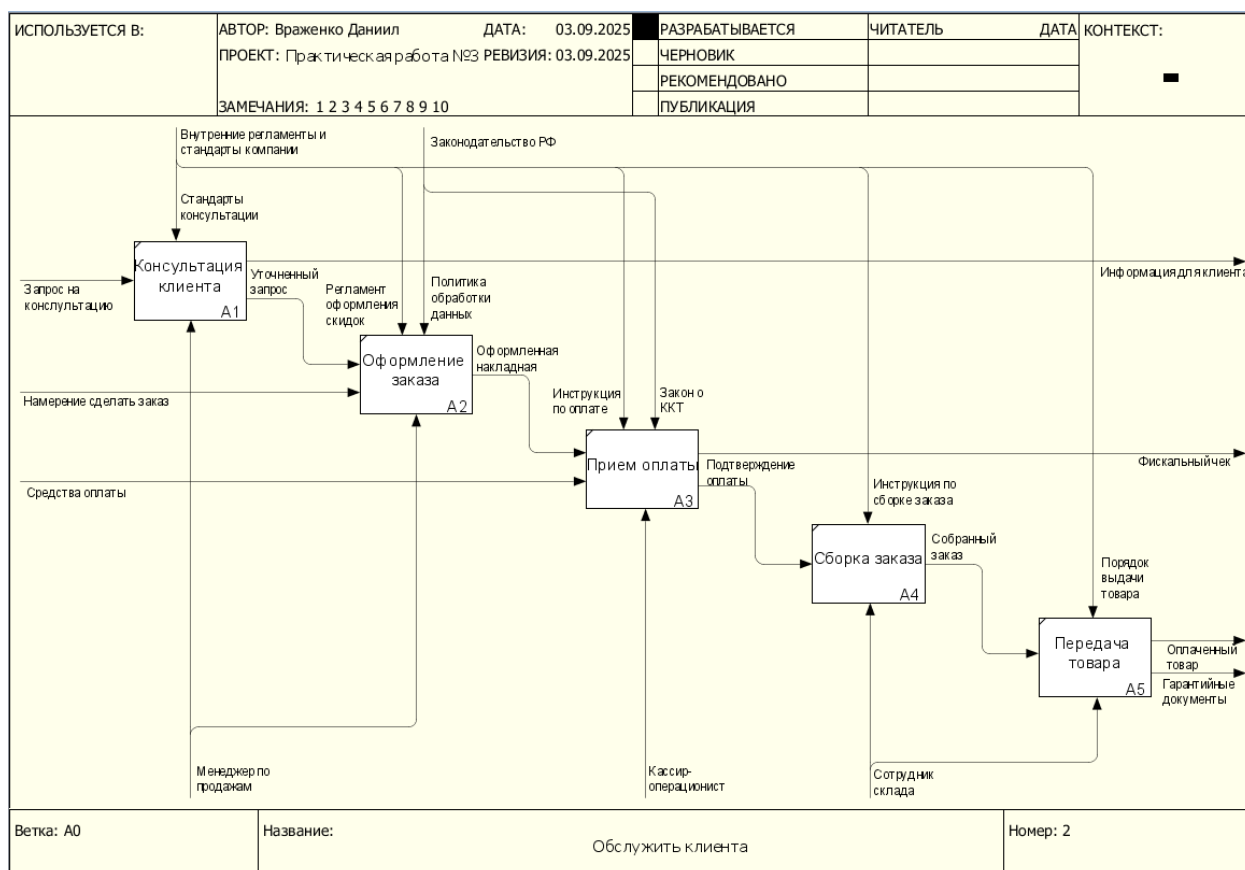 ИСПОЛЬЗУЕТСЯ В:
АВТОР: Враженко Даниил
ДАТА: 03.09.2025
РАЗРАБАТЫВАЕТСЯ
ЧИТАТЕЛЬ
ДАТА
КОНТЕКСТ:
ПРОЕКТ: Практическая работа №3
РЕВИЗИЯ: 03.09.2025
ЧЕРНОВИК
РЕКОМЕНДОВАНО
ЗАМЕЧАНИЯ: 1 2 3 4 5 6 7 8 9 10
ПУБЛИКАЦИЯ
Внутренние регламенты и
стандарты компании
Законодательство РФ
Стандарты
консультации
Консультация
клиента
A1
Запрос на
конслультацию
Уточненный
запрос
Информация для клиента
Регламент
оформления
скидок
Политика
обработки
данных
Оформление
заказа
A2
Намерение сделать заказ
Оформленная
накладная
Инструкция
по оплате
Закон о
ККТ
Прием оплаты
A3
Средства оплаты
Подтверждение
оплаты
Фискальный чек
Инструкция по
сборке заказа
Сборка заказа
A4
Собранный
заказ
Порядок
выдачи
товара
Передача
товара
A5
Оплаченный
товар
Гарантийные
документы
Менеджер по
продажам
Кассир-
операционист
Сотрудник
склада
Ветка: A0
Название:
Обслужить клиента
Номер: 2